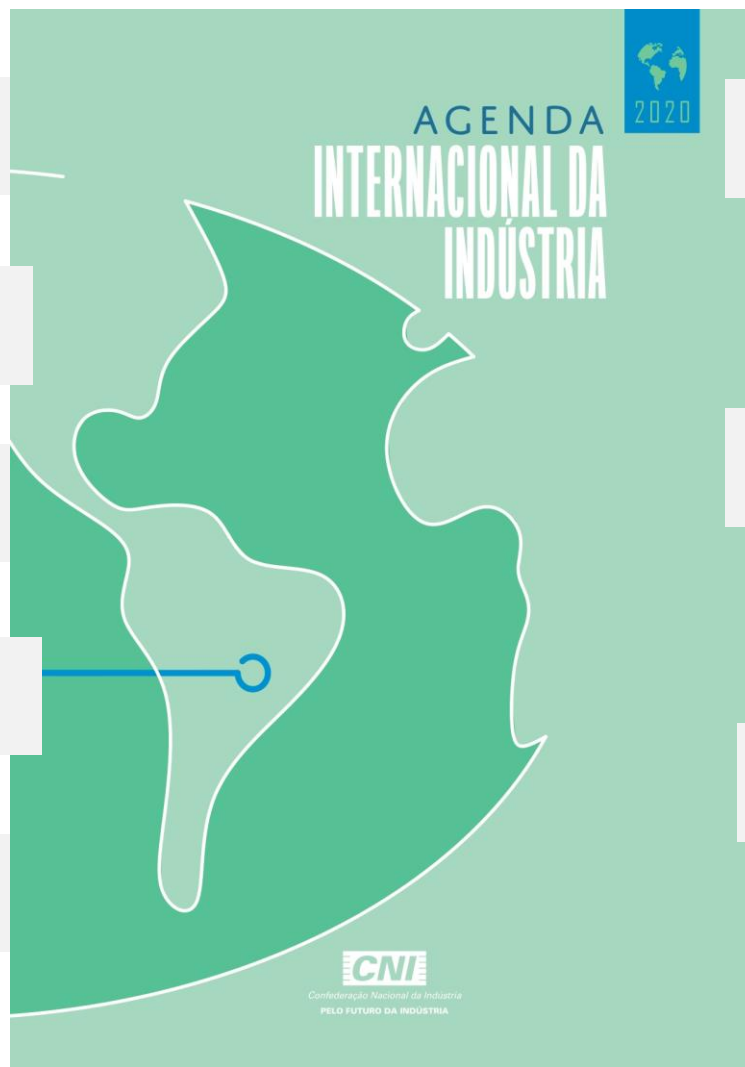 2020
AGENDA
INTERNACIONAL DA
INDÚSTRIA
CNI
Confederação Nacional da Indústria
PELO FUTURO DA INDÚSTRIA